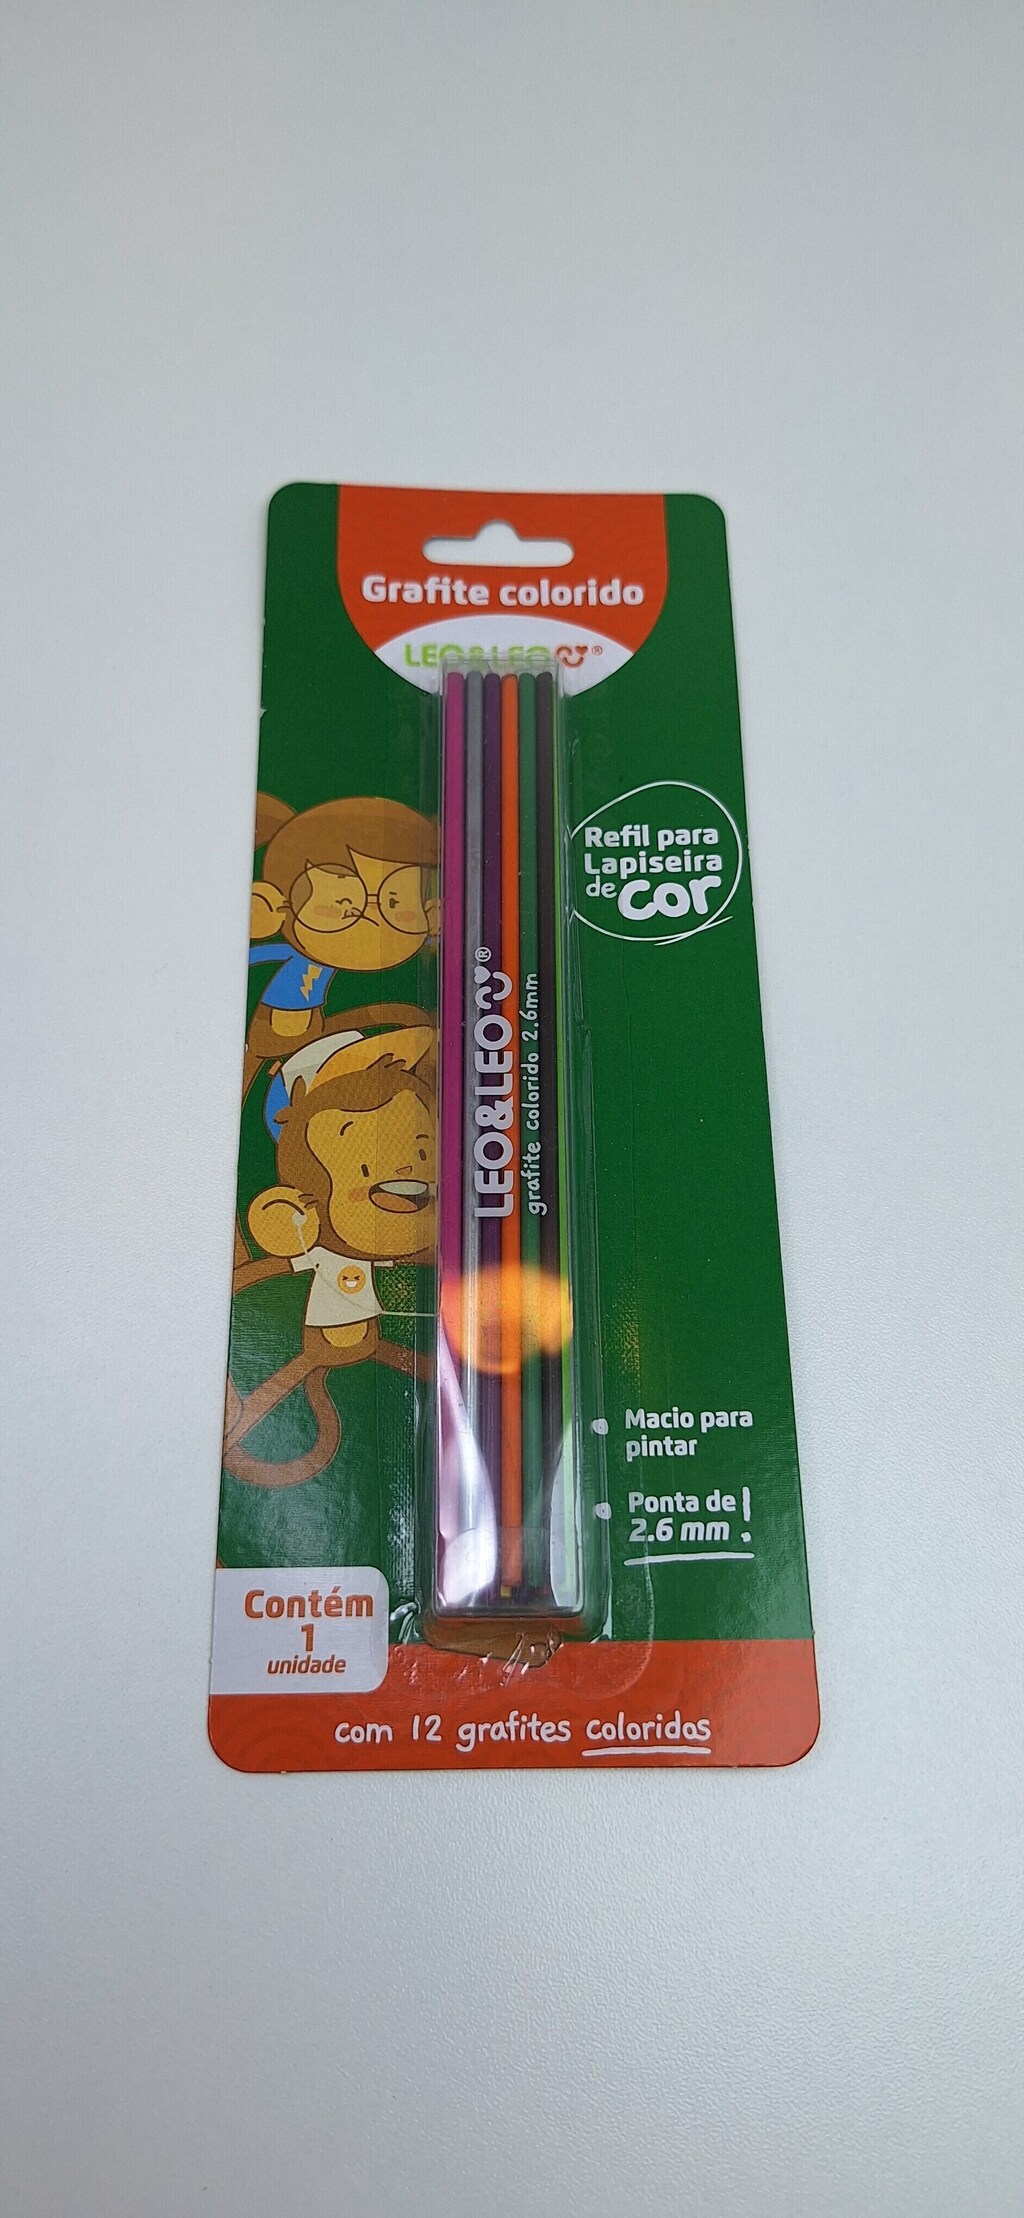 Grafite colorido
LEO&LEO®
Refil para
Lapiseira
de cor
LEO&LEO®
grafite colorido 2.6mm
Macio para
pintar
Ponta de
2.6 mm!
Contém
1
unidade
com 12 grafites coloridos